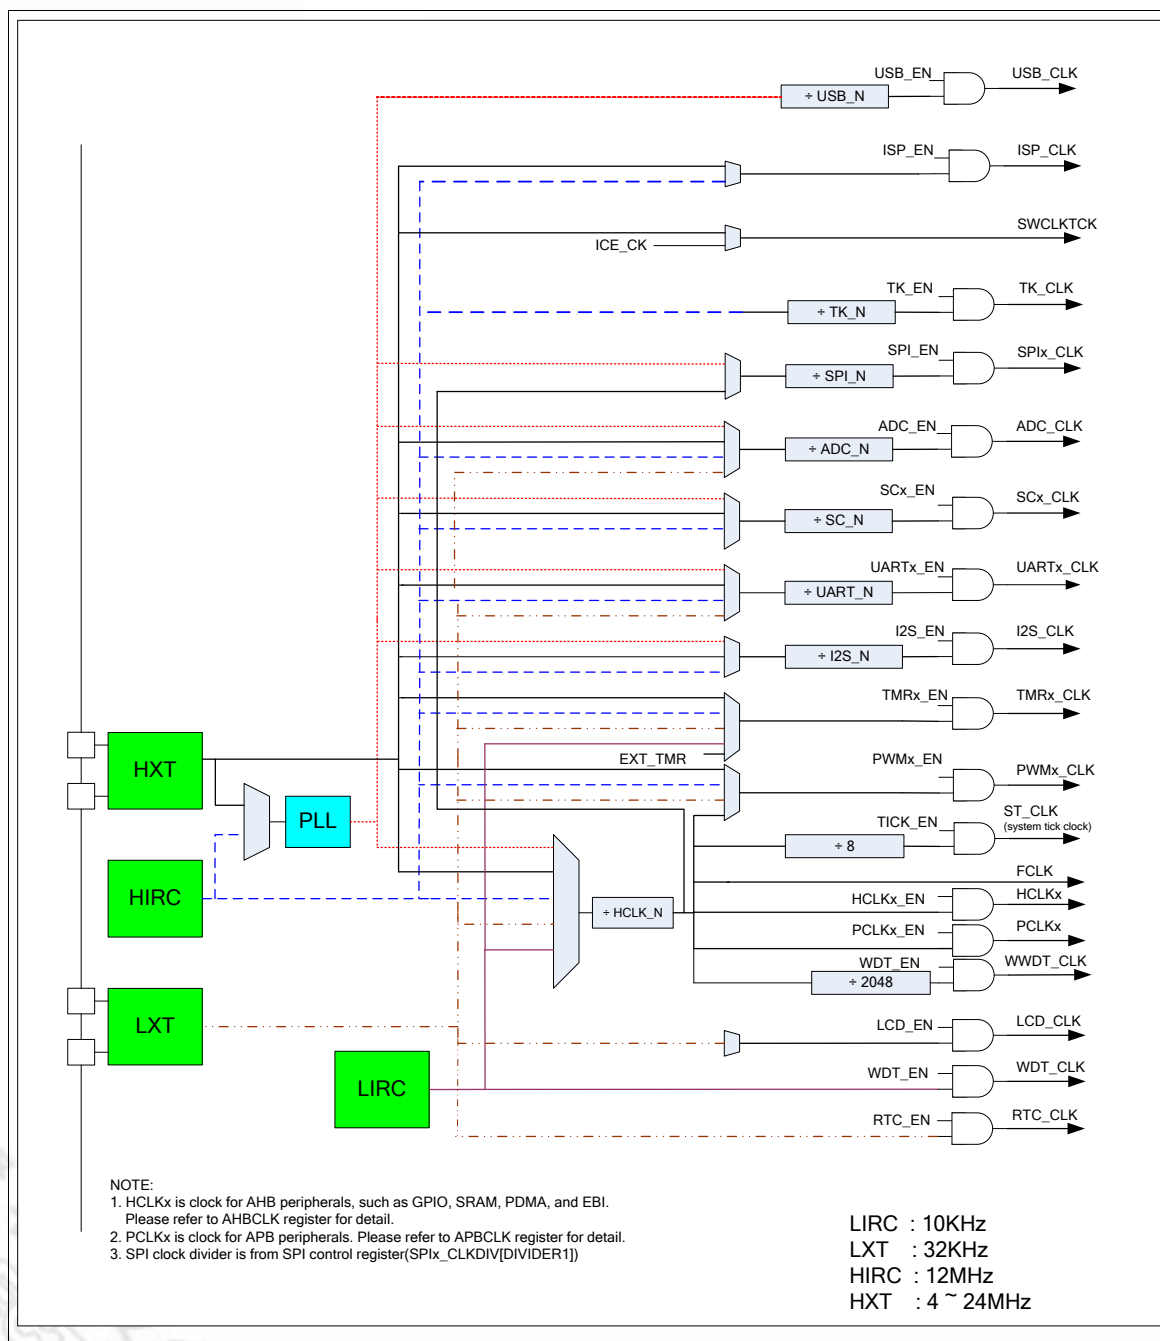 USB_EN
USB_CLK
÷ USB_N
ISP_EN
ISP_CLK
SWCLKTCK
ICE_CK
TK_EN
TK_CLK
÷ TK_N
SPI_EN
SPIx_CLK
÷ SPI_N
ADC_EN
ADC_CLK
÷ ADC_N
SCx_EN
SCx_CLK
÷ SC_N
UARTx_EN
UARTx_CLK
÷ UART_N
I2S_EN
I2S_CLK
÷ I2S_N
TMRx_EN
TMRx_CLK
EXT_TMR
HXT
PWMx_EN
PWMx_CLK
PLL
TICK_EN
ST_CLK
(system tick clock)
÷ 8
FCLK
HIRC
HCLKx_EN
HCLKx
÷ HCLK_N
PCLKx_EN
PCLKx
WDT_EN
WWDT_CLK
÷ 2048
LXT
LCD_EN
LCD_CLK
LIRC
WDT_EN
WDT_CLK
RTC_EN
RTC_CLK
NOTE:
1. HCLKx is clock for AHB peripherals, such as GPIO, SRAM, PDMA, and EBI.
Please refer to AHBCLK register for detail.
2. PCLKx is clock for APB peripherals. Please refer to APBCLK register for detail.
3. SPI clock divider is from SPI control register(SPIx_CLKDIV[DIVIDER1])
LIRC : 10KHz
LXT : 32KHz
HIRC : 12MHz
HXT : 4 ~ 24MHz